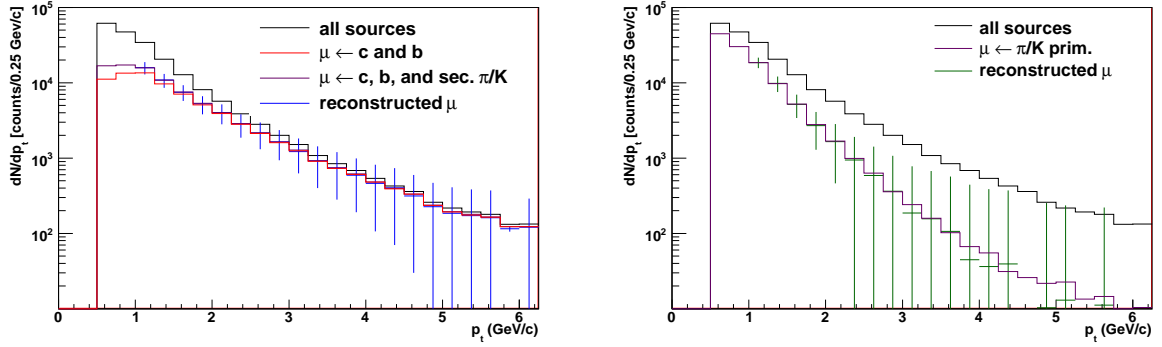 dN/dp_t [counts/0.25 Gev/c]
10^5
10^4
10^3
10^2
all sources
μ ← c and b
μ ← c, b, and sec. π/K
reconstructed μ
0 1 2 3 4 5 6
p_t (GeV/c)
dN/dp_t [counts/0.25 GeV/c]
10^5
10^4
10^3
10^2
all sources
μ ← π/K prim.
reconstructed μ
0 1 2 3 4 5 6
p_t (GeV/c)